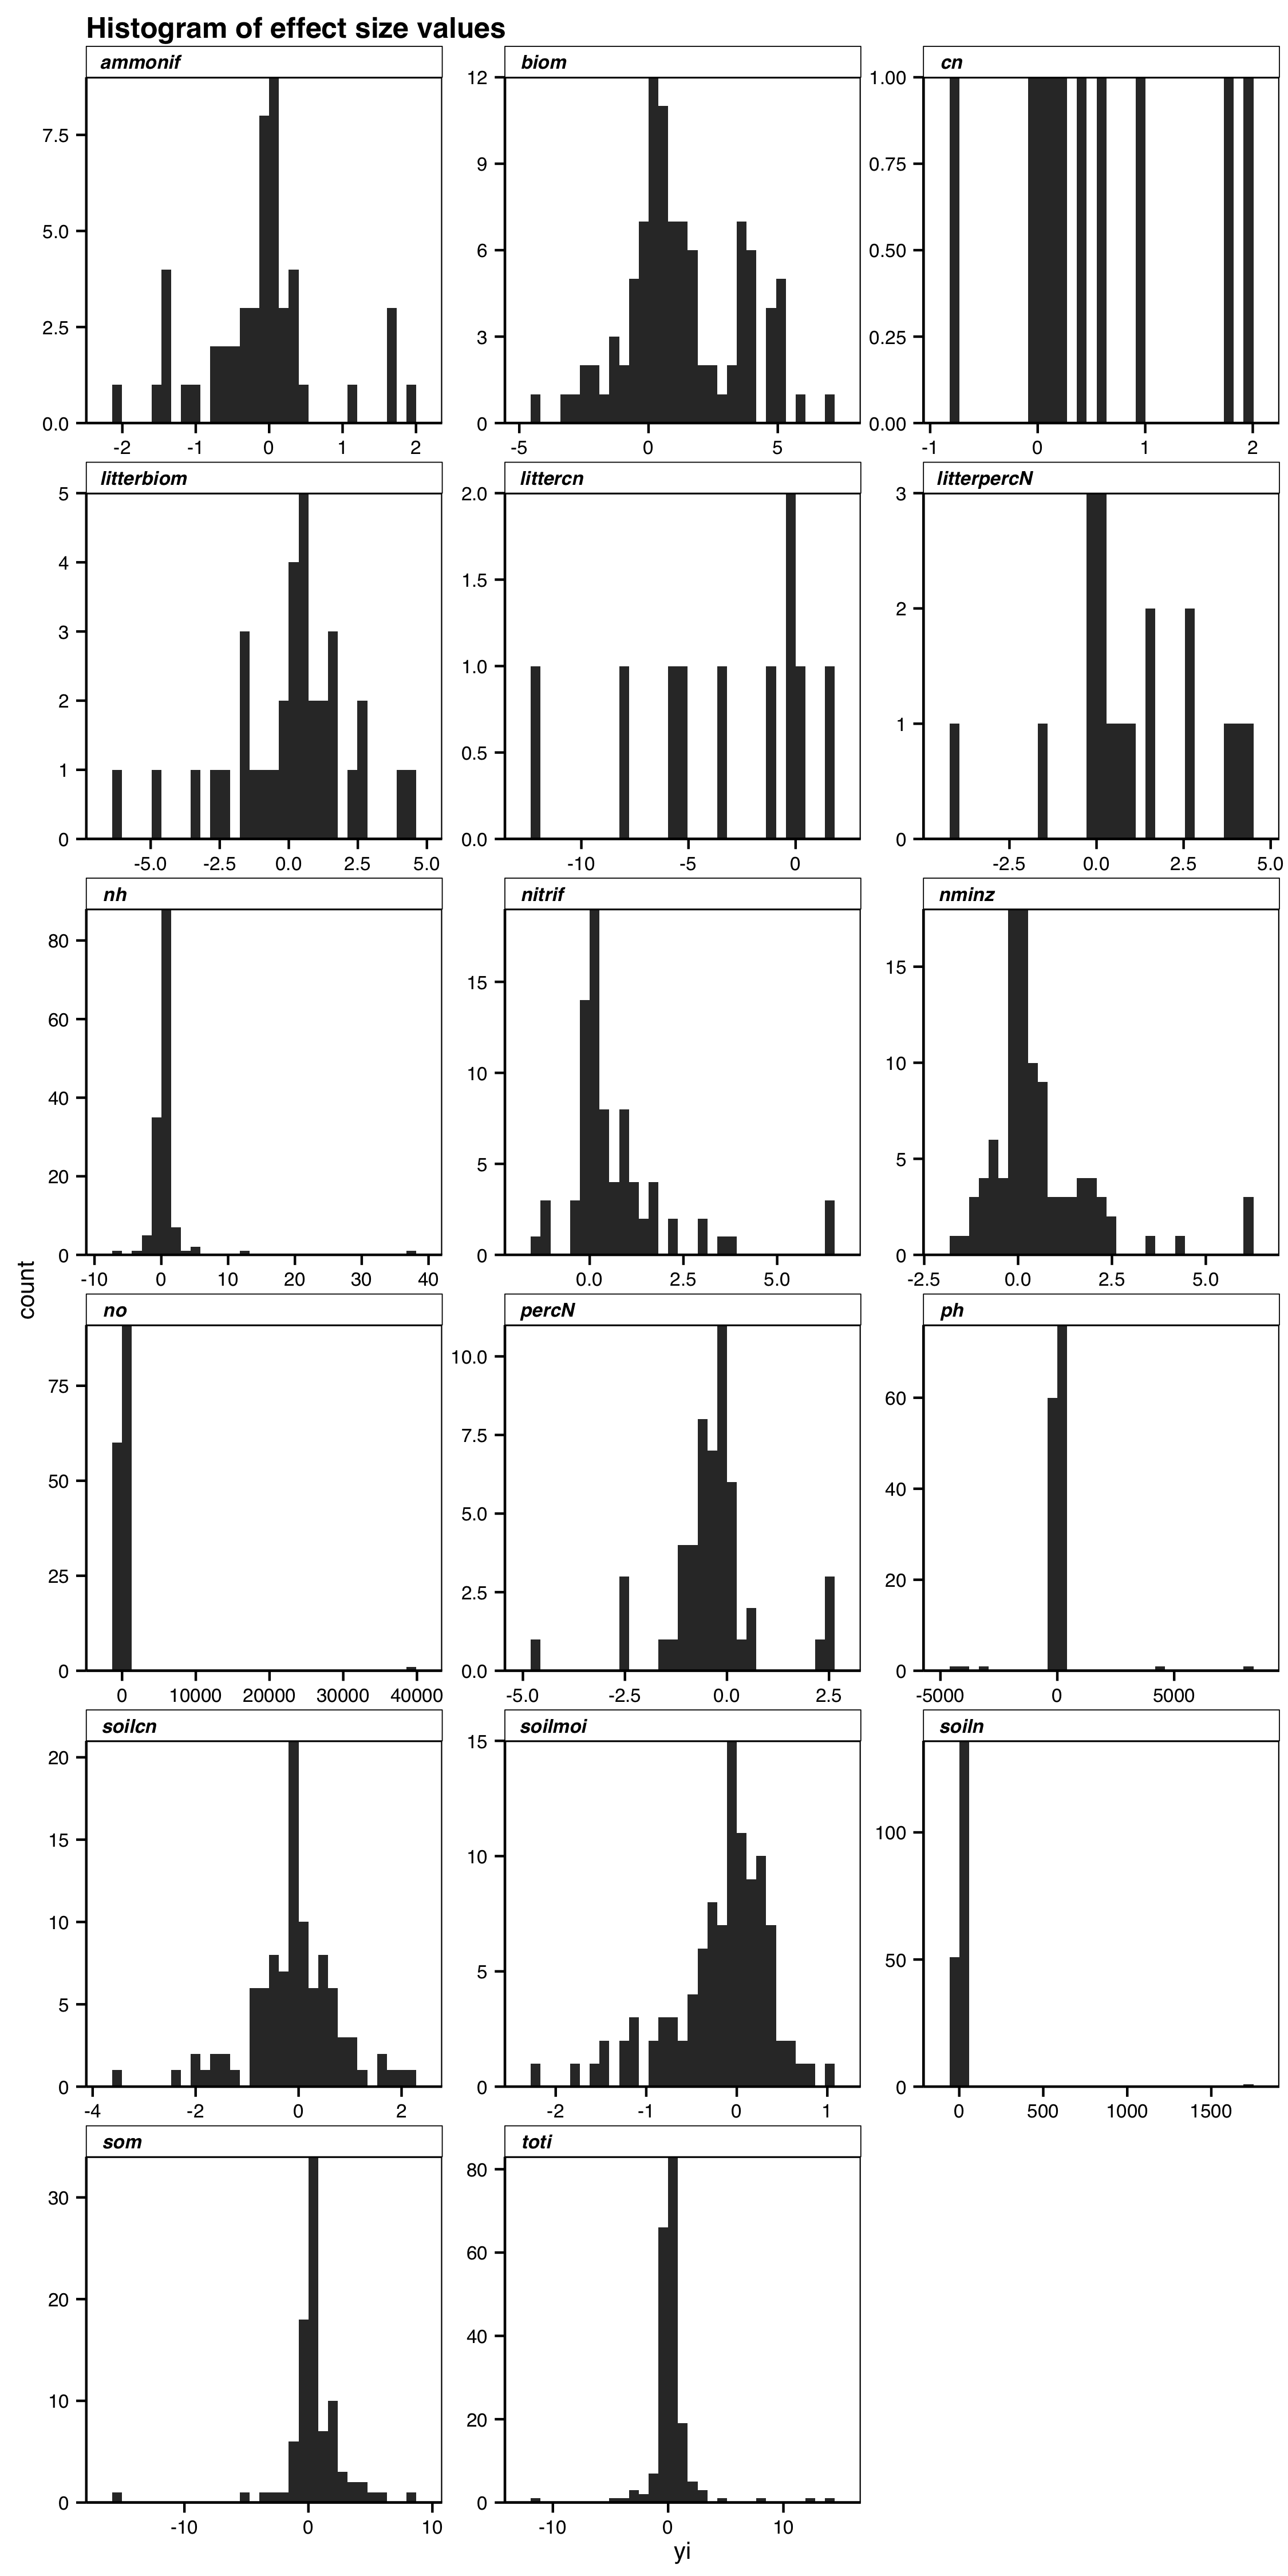 Histogram of effect size values
ammonif biom cn
7.5 5.0 2.5 0.0
12 9 6 3 0
1.00 0.75 0.50 0.25 0.00
-2 -1 0 1 2
-5 0 5
-1 0 1 2
litterbiom littercn litterpercN
5 4 3 2 1 0
2.0 1.5 1.0 0.5 0.0
3 2 1 0
-5.0 -2.5 0.0 2.5 5.0
-10 -5 0
-2.5 0.0 2.5 5.0
nh nitrif nminz
80 60 40 20 0
15 10 5 0
15 10 5 0
-10 0 10 20 30 40
0.0 2.5 5.0
-2.5 0.0 2.5 5.0
count
no percN ph
75 50 25 0
10.0 7.5 5.0 2.5 0.0
60 40 20 0
0 10000 20000 30000 40000
-5.0 -2.5 0.0 2.5
-5000 0 5000
soilcn soilmoi soiln
20 15 10 5 0
15 10 5 0
100 50 0
-4 -2 0 2
-2 -1 0 1
0 500 1000 1500
som toti
30 20 10 0
80 60 40 20 0
-10 0 10
-10 0 10
yi